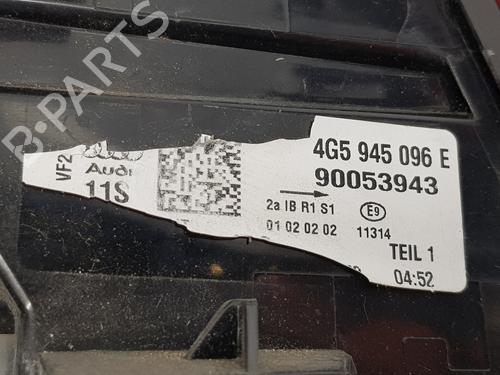 B-PARTS
VF2
Audi
11S
4G5 945 096 E
90053943
2a IB R1 S1
E9
01 02 02 02
11314
TEIL 1
04:52